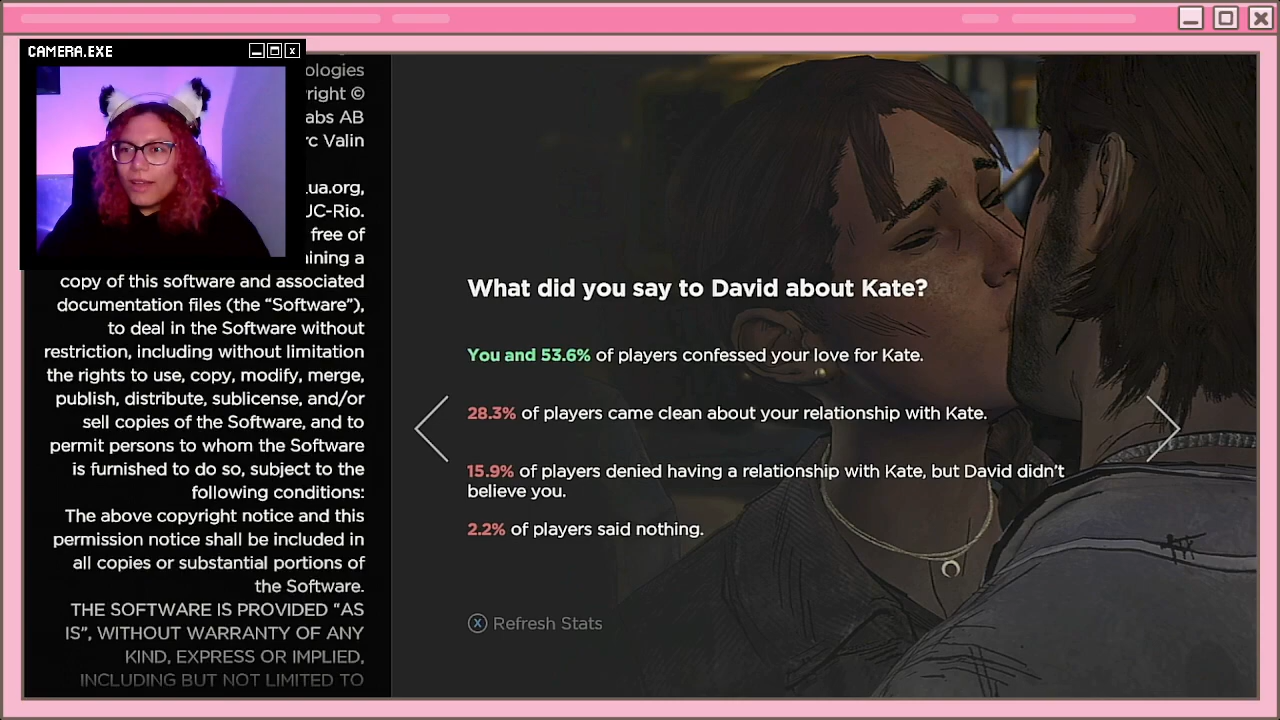 CAMERA.EXE
ologies
right ©
abs AB
rc Valin
ua.org,
UC-Rio.
free of
ining a
copy of this software and associated
documentation files (the “Software”),
to deal in the Software without
restriction, including without limitation
the rights to use, copy, modify, merge,
publish, distribute, sublicense, and/or
sell copies of the Software, and to
permit persons to whom the Software
is furnished to do so, subject to the
following conditions:
The above copyright notice and this
permission notice shall be included in
all copies or substantial portions of
the Software.
THE SOFTWARE IS PROVIDED “AS
IS”, WITHOUT WARRANTY OF ANY
KIND, EXPRESS OR IMPLIED,
INCLUDING BUT NOT LIMITED TO
What did you say to David about Kate?
You and 53.6% of players confessed your love for Kate.
28.3% of players came clean about your relationship with Kate.
15.9% of players denied having a relationship with Kate, but David didn’t
believe you.
2.2% of players said nothing.
X Refresh Stats